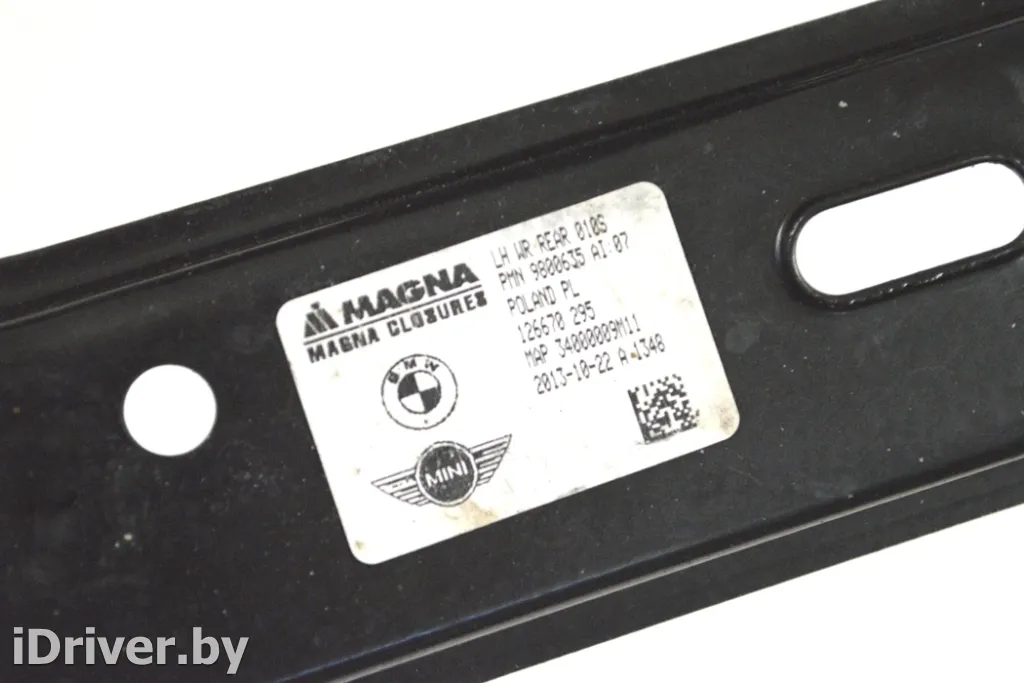 MAGNA
MAGNA CLOSURES
LH WR REAR 010S
PMN 9800635 AI:07
POLAND PL
126670 295
MAP 34000009M11
2013-10-22 A 1348
BMW
MINI
iDriver.by